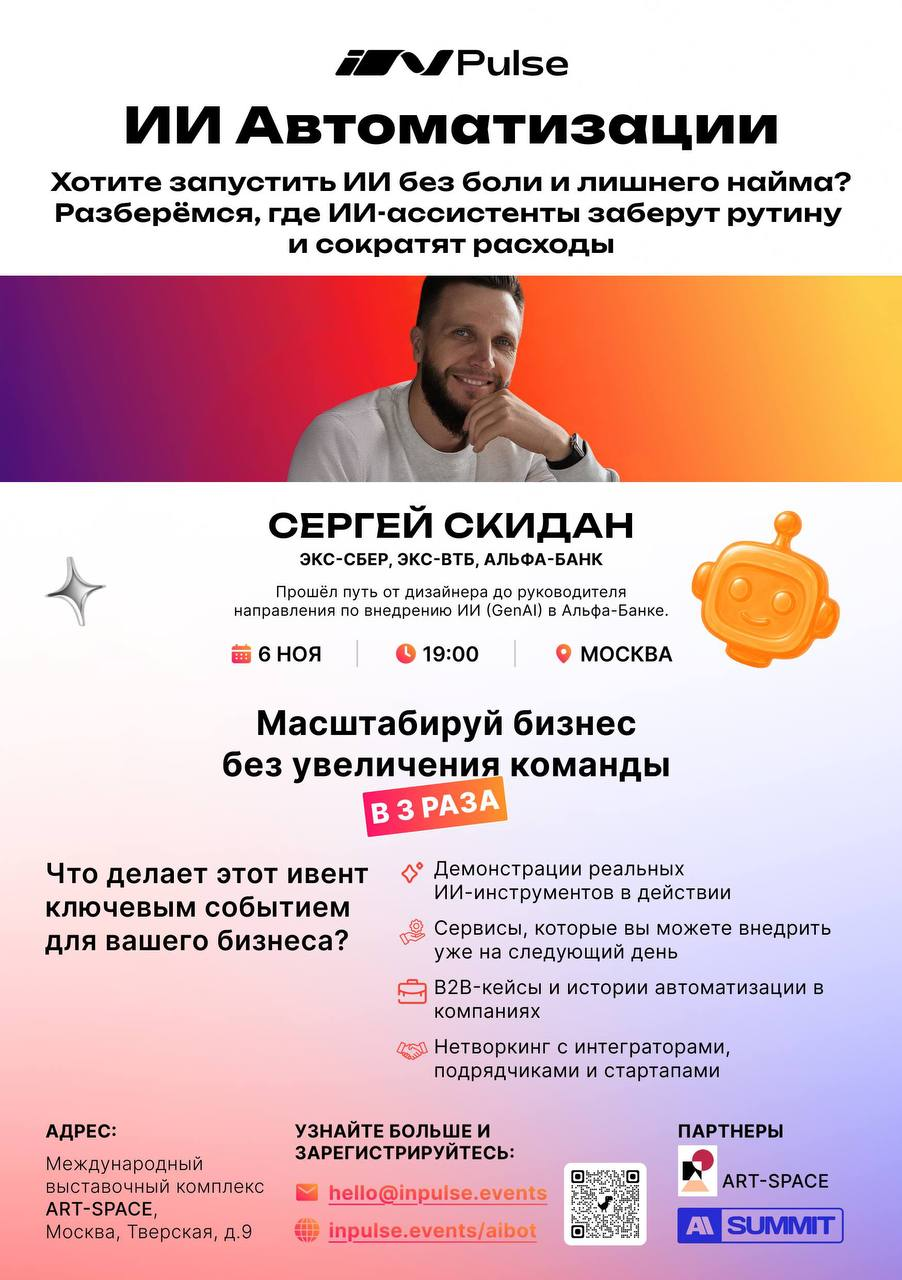 inPulse
ИИ Автоматизации
Хотите запустить ИИ без боли и лишнего найма?
Разберёмся, где ИИ-ассистенты заберут рутину
и сократят расходы
СЕРГЕЙ СКИДАН
ЭКС-СБЕР, ЭКС-ВТБ, АЛЬФА-БАНК
Прошёл путь от дизайнера до руководителя
направления по внедрению ИИ (GenAI) в Альфа-Банке.
6 НОЯ
19:00
МОСКВА
Масштабируй бизнес
без увеличения команды
В 3 РАЗА
Что делает этот ивент
ключевым событием
для вашего бизнеса?
Демонстрации реальных
ИИ-инструментов в действии
Сервисы, которые вы можете внедрить
уже на следующий день
B2B-кейсы и истории автоматизации в
компаниях
Нетворкинг с интеграторами,
подрядчиками и стартапами
АДРЕС:
Международный
выставочный комплекс
ART-SPACE,
Москва, Тверская, д.9
УЗНАЙТЕ БОЛЬШЕ И
ЗАРЕГИСТРИРУЙТЕСЬ:
hello@inpulse.events
inpulse.events/aibot
ПАРТНЕРЫ
ART-SPACE
AI SUMMIT